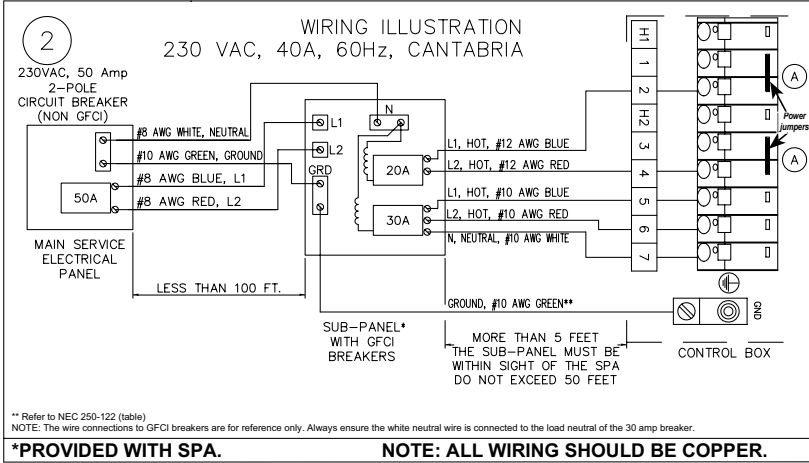 2
WIRING ILLUSTRATION
230 VAC, 40A, 60Hz, CANTABRIA
230VAC, 50 Amp
2-POLE
CIRCUIT BREAKER
(NON GFCI)
#8 AWG WHITE, NEUTRAL
#10 AWG GREEN, GROUND
#8 AWG BLUE, L1
#8 AWG RED, L2
50A
MAIN SERVICE
ELECTRICAL
PANEL
LESS THAN 100 FT.
N
L1
L2
GRD
20A
30A
L1, HOT, #12 AWG BLUE
L2, HOT, #12 AWG RED
L1, HOT, #10 AWG BLUE
L2, HOT, #10 AWG RED
N, NEUTRAL, #10 AWG WHITE
GROUND, #10 AWG GREEN**
SUB-PANEL*
WITH GFCI
BREAKERS
MORE THAN 5 FEET
THE SUB-PANEL MUST BE
WITHIN SIGHT OF THE SPA
DO NOT EXCEED 50 FEET
H1
1
2
H2
3
4
5
6
7
A
Power
jumpers
A
GND
CONTROL BOX
** Refer to NEC 250-122 (table)
NOTE: The wire connections to GFCI breakers are for reference only. Always ensure the white neutral wire is connected to the load neutral of the 30 amp breaker.
*PROVIDED WITH SPA.
NOTE: ALL WIRING SHOULD BE COPPER.